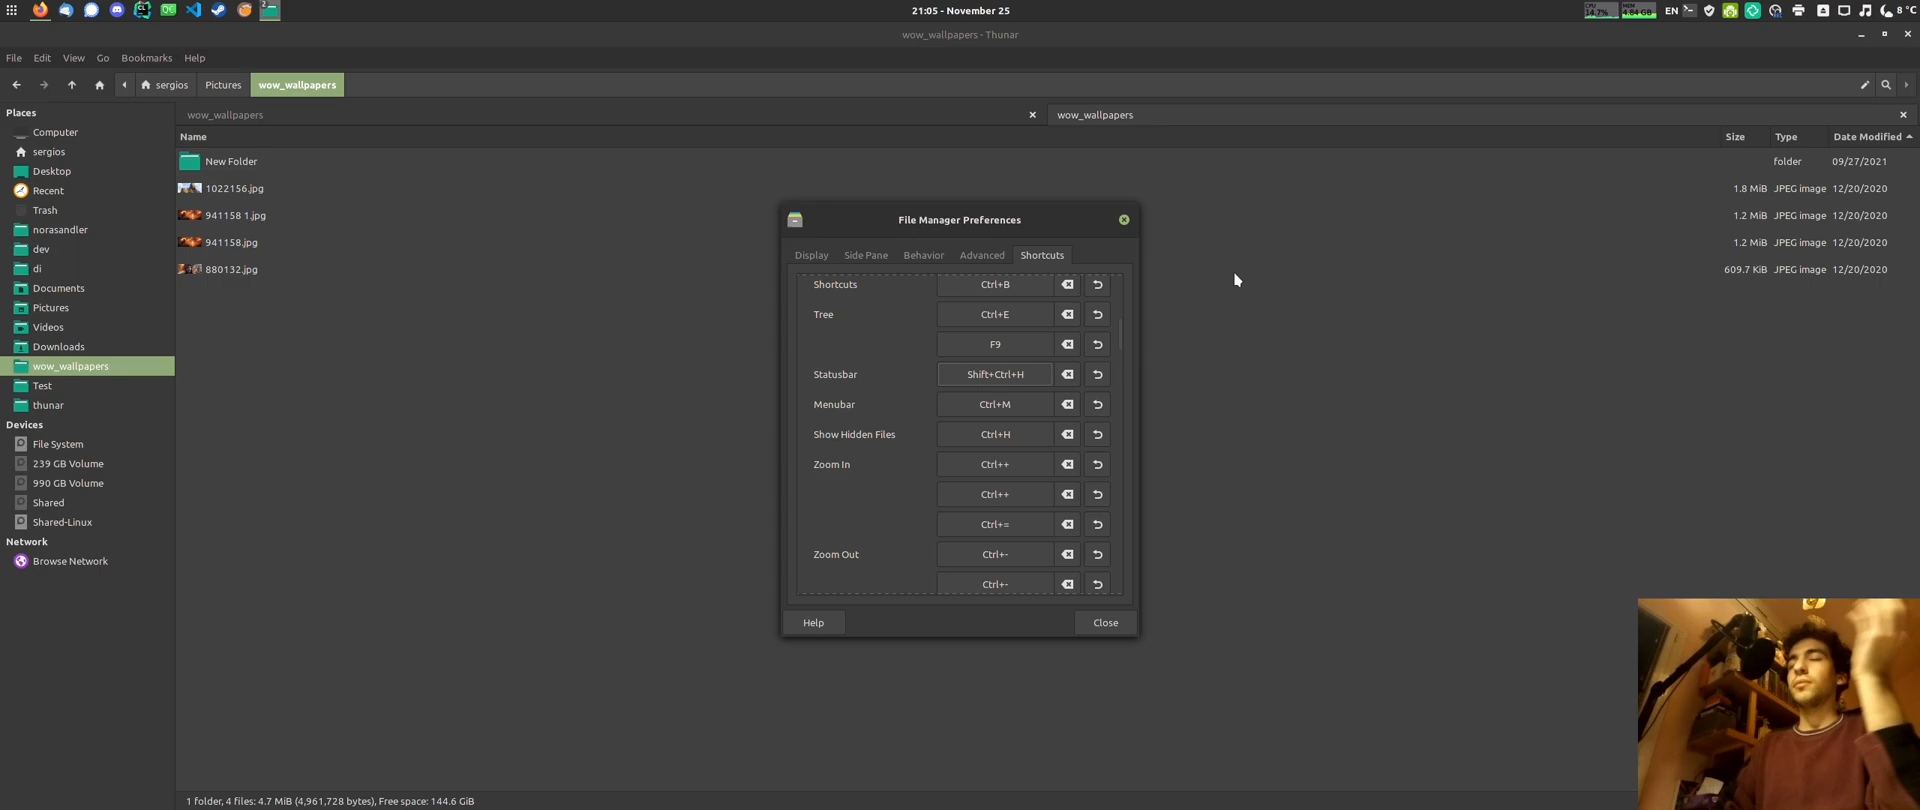 21:05 - November 25
CPU
14.7%
MEM
4.84 GB
EN
8 °C
wow_wallpapers - Thunar
File Edit View Go Bookmarks Help
sergios Pictures wow_wallpapers
Places
Computer
sergios
Desktop
Recent
Trash
norasandler
dev
di
Documents
Pictures
Videos
Downloads
wow_wallpapers
Test
thunar
Devices
File System
239 GB Volume
990 GB Volume
Shared
Shared-Linux
Network
Browse Network
wow_wallpapers wow_wallpapers
Name Size Type Date Modified
New Folder folder 09/27/2021
1022156.jpg 1.8 MiB JPEG image 12/20/2020
941158 1.jpg 1.2 MiB JPEG image 12/20/2020
941158.jpg 1.2 MiB JPEG image 12/20/2020
880132.jpg 609.7 KiB JPEG image 12/20/2020
File Manager Preferences
Display Side Pane Behavior Advanced Shortcuts
Shortcuts Ctrl+B
Tree Ctrl+E
F9
Statusbar Shift+Ctrl+H
Menubar Ctrl+M
Show Hidden Files Ctrl+H
Zoom In Ctrl++
Ctrl++
Ctrl+=
Zoom Out Ctrl+-
Ctrl+-
Help Close
1 folder, 4 files: 4.7 MiB (4,961,728 bytes), Free space: 144.6 GiB